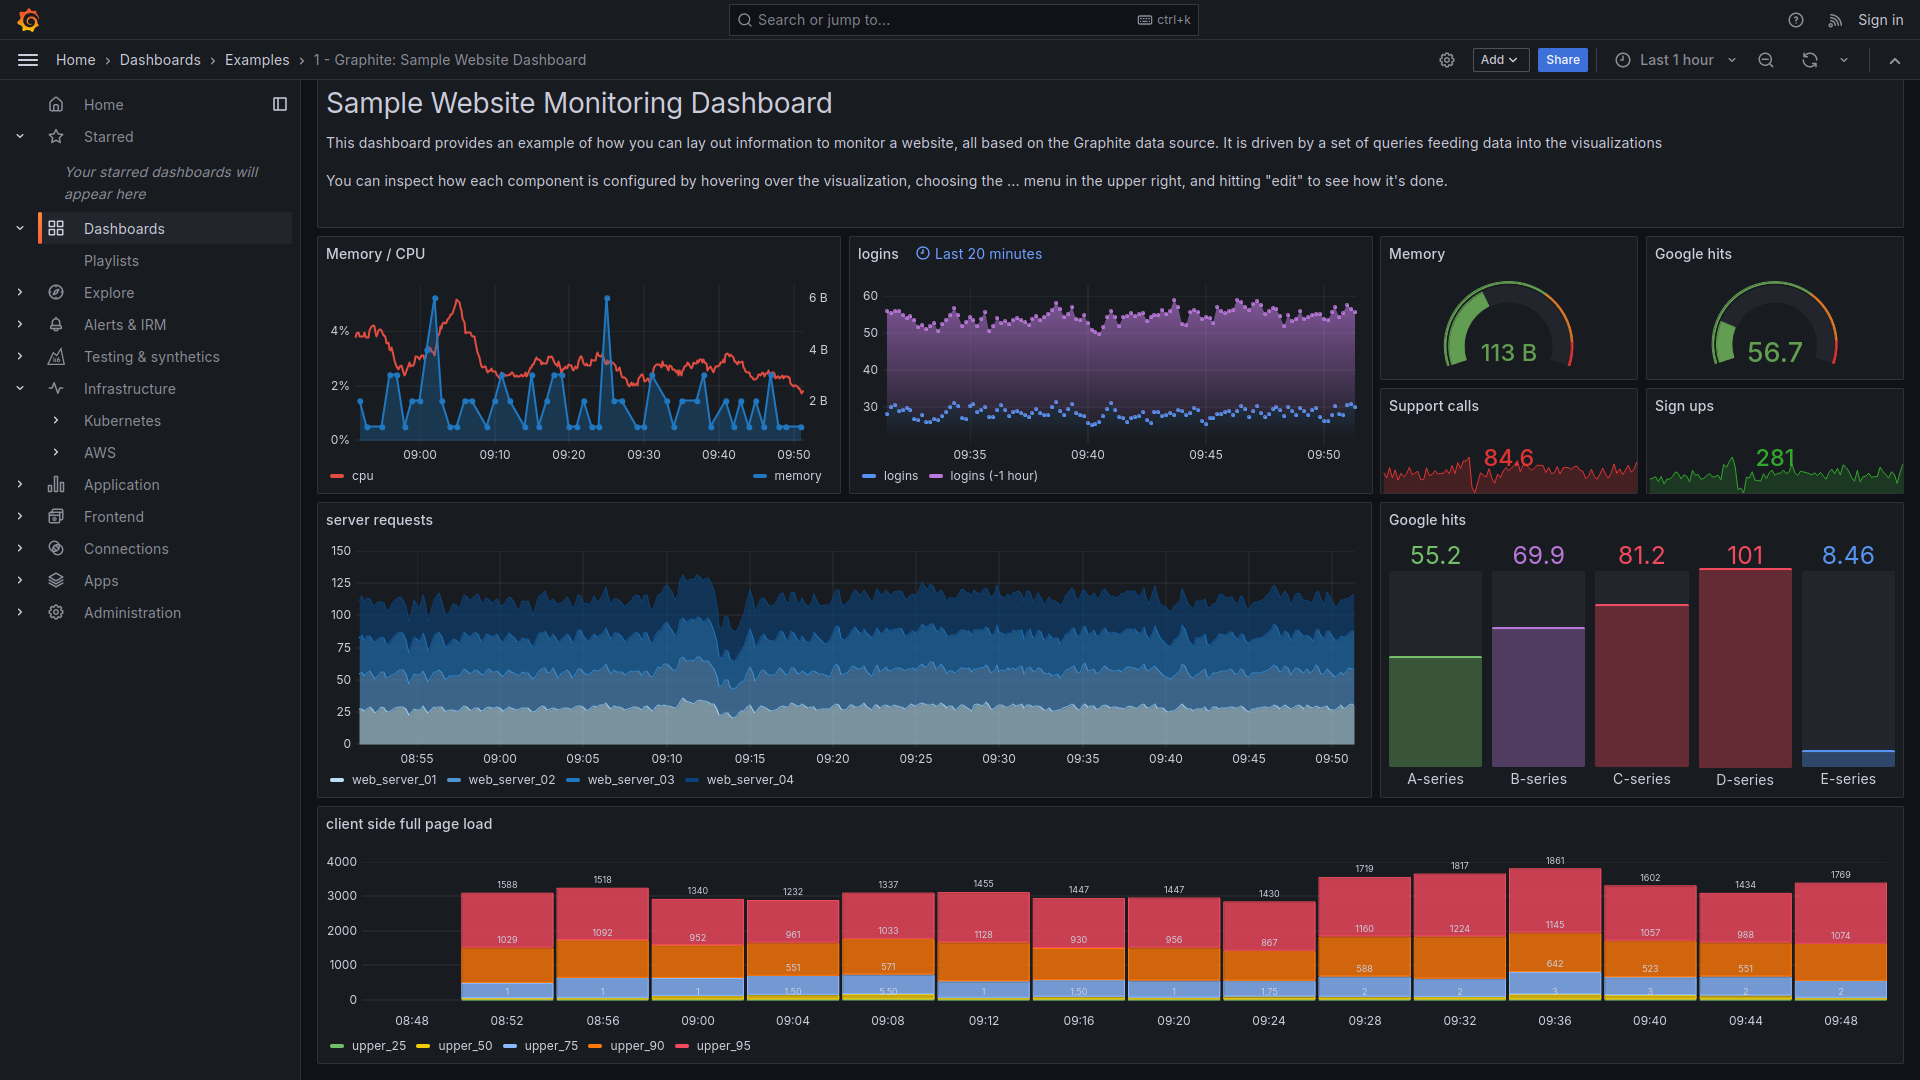 Search or jump to...
ctrl+k
Sign in
Home › Dashboards › Examples › 1 - Graphite: Sample Website Dashboard
Add
Share
Last 1 hour
Home
Starred
Your starred dashboards will
appear here
Dashboards
Playlists
Explore
Alerts & IRM
Testing & synthetics
Infrastructure
Kubernetes
AWS
Application
Frontend
Connections
Apps
Administration
Sample Website Monitoring Dashboard
This dashboard provides an example of how you can lay out information to monitor a website, all based on the Graphite data source. It is driven by a set of queries feeding data into the visualizations
You can inspect how each component is configured by hovering over the visualization, choosing the ... menu in the upper right, and hitting "edit" to see how it's done.
Memory / CPU
4%
2%
0%
6 B
4 B
2 B
09:00 09:10 09:20 09:30 09:40 09:50
cpu
memory
logins
Last 20 minutes
60
50
40
30
09:35 09:40 09:45 09:50
logins logins (-1 hour)
Memory
113 B
Google hits
56.7
Support calls
84.6
Sign ups
281
server requests
150
125
100
75
50
25
0
08:55 09:00 09:05 09:10 09:15 09:20 09:25 09:30 09:35 09:40 09:45 09:50
web_server_01 web_server_02 web_server_03 web_server_04
Google hits
55.2 69.9 81.2 101 8.46
A-series B-series C-series D-series E-series
client side full page load
4000
3000
2000
1000
0
1588 1518 1340 1232 1337 1455 1447 1447 1430 1719 1817 1861 1602 1434 1769
1029 1092 952 961 1033 1128 930 956 867 1160 1224 1145 1057 988 1074
551 571 588 642 523 551
1 1 1 1.50 5.50 1 1.50 1 1.75 2 2 3 3 2 2
08:48 08:52 08:56 09:00 09:04 09:08 09:12 09:16 09:20 09:24 09:28 09:32 09:36 09:40 09:44 09:48
upper_25 upper_50 upper_75 upper_90 upper_95